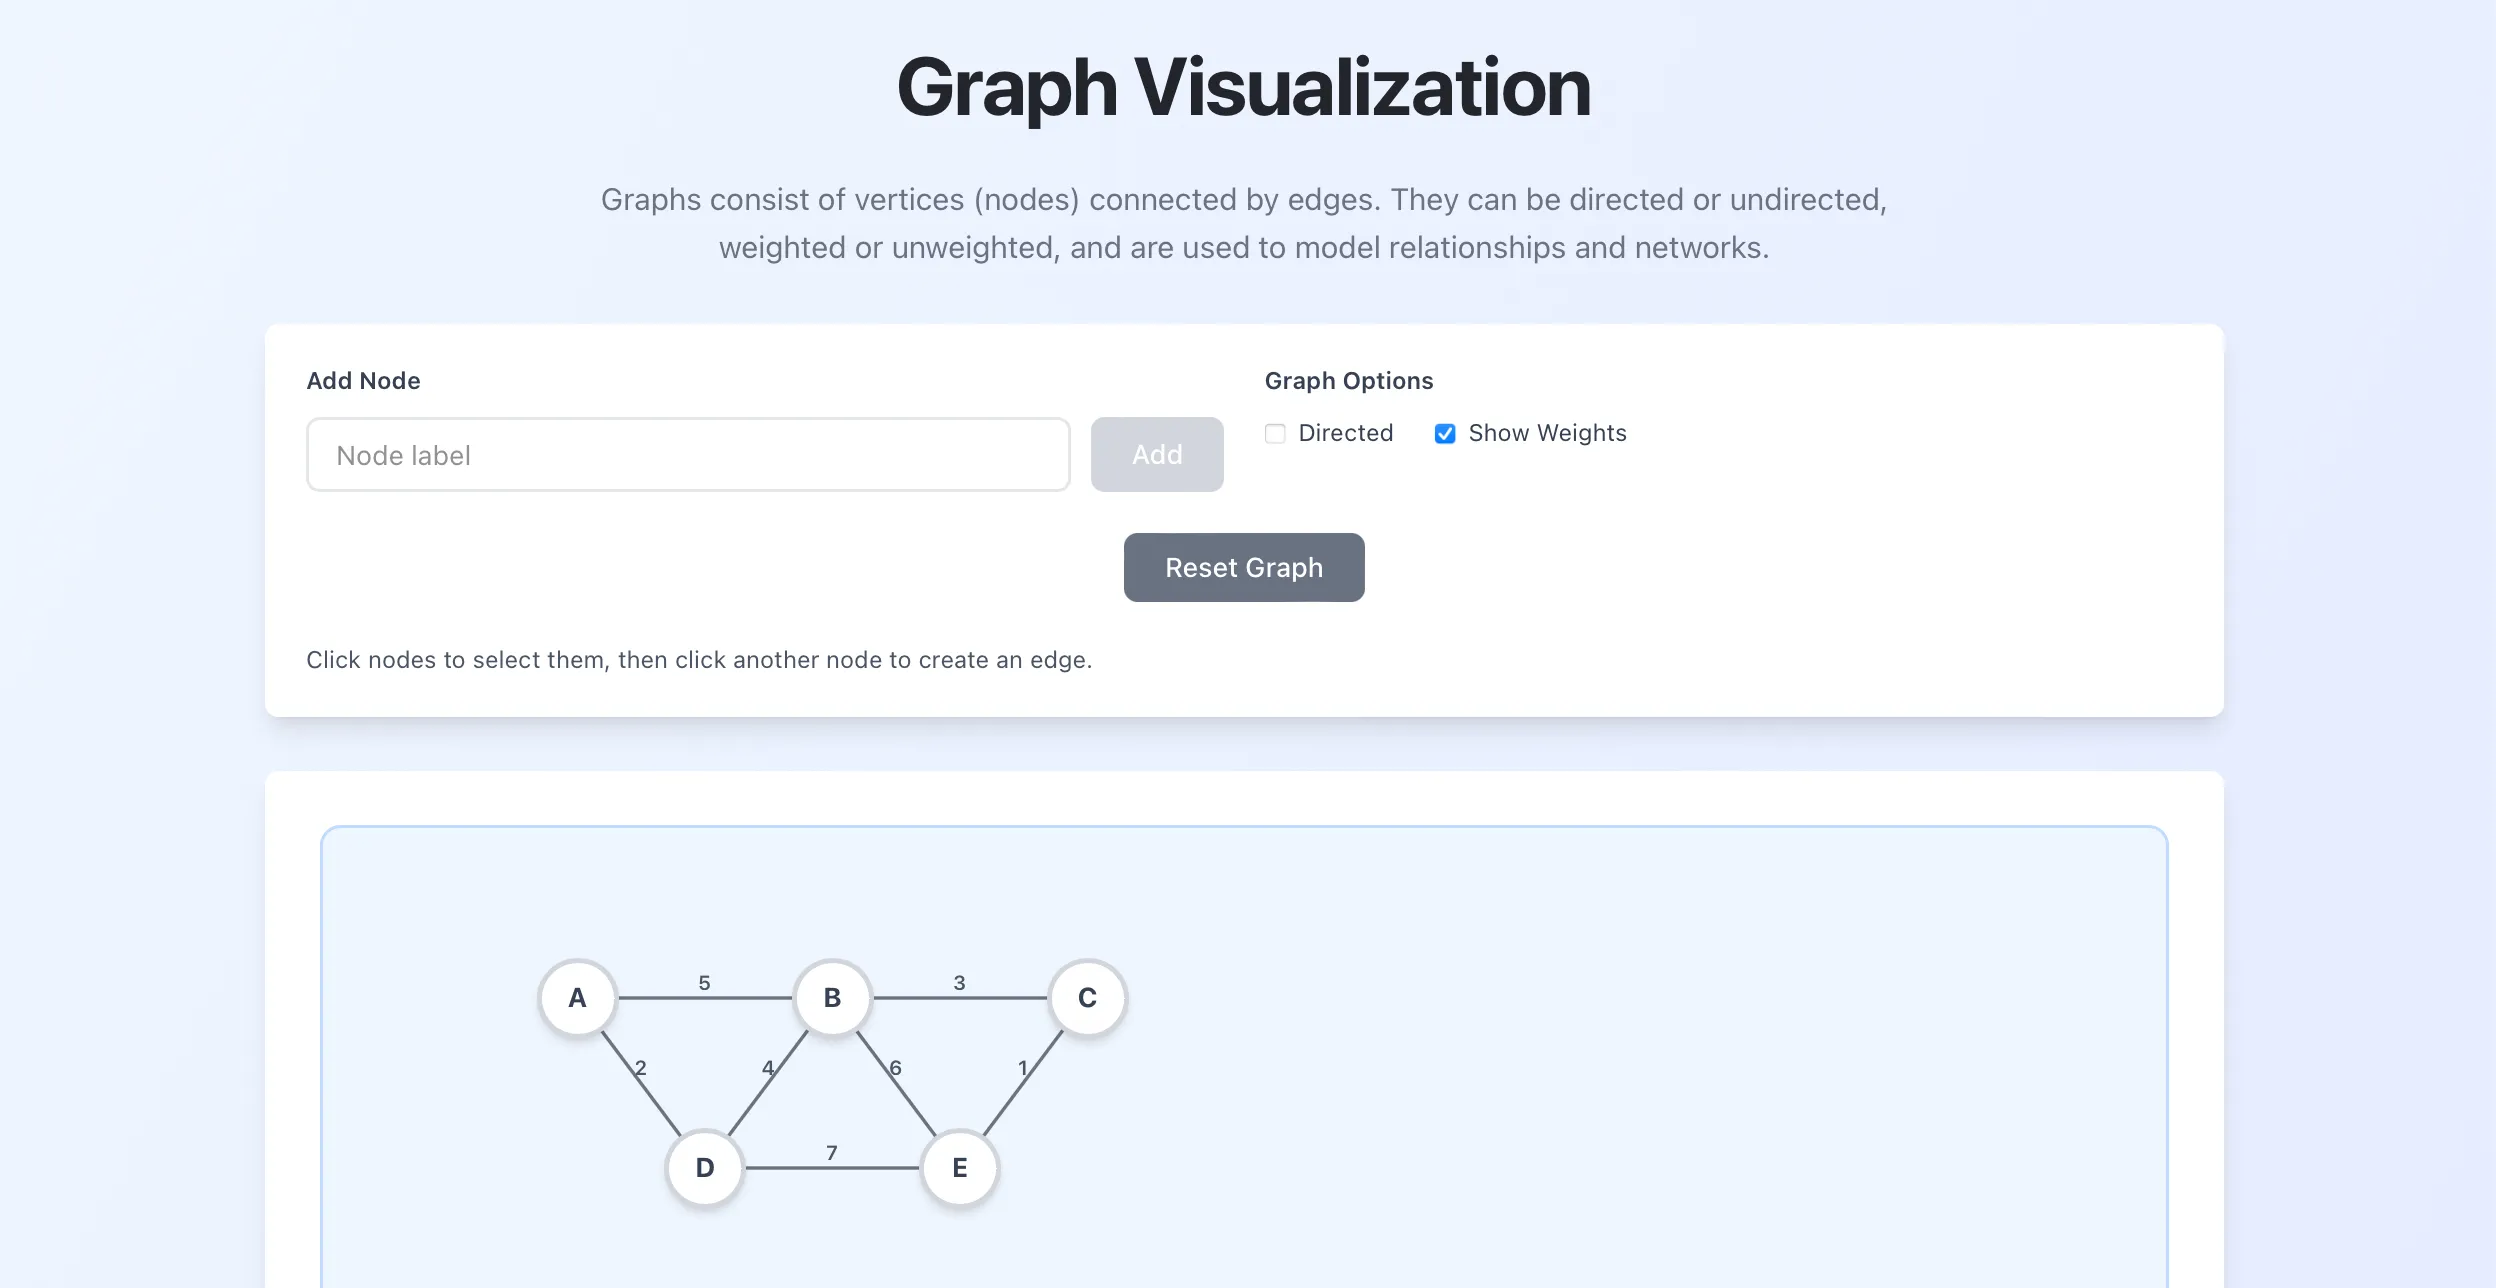 Graph Visualization
Graphs consist of vertices (nodes) connected by edges. They can be directed or undirected,
weighted or unweighted, and are used to model relationships and networks.
Add Node
Graph Options
Node label
Add
Directed
Show Weights
Reset Graph
Click nodes to select them, then click another node to create an edge.
A 5 B 3 C
2 4 6 1
D 7 E